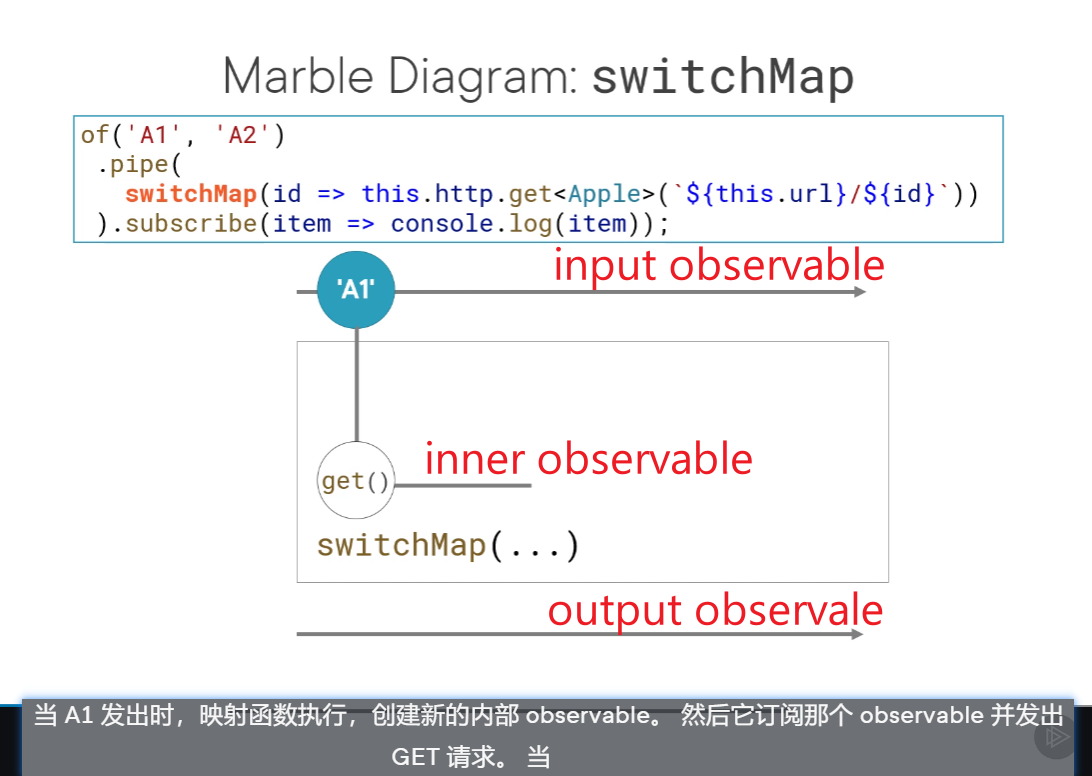 Marble Diagram: switchMap
of('A1', 'A2')
.pipe(
switchMap(id => this.http.get<Apple>(`${this.url}/${id}`))
).subscribe(item => console.log(item));
input observable
'A1'
inner observable
get()
switchMap(...)
output observale
当 A1 发出时，映射函数执行，创建新的内部 observable。 然后它订阅那个 observable 并发出
GET 请求。 当